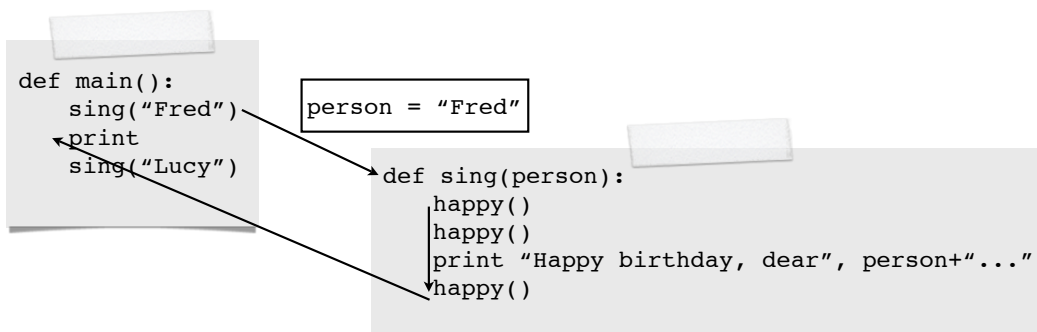 def main():
    sing(“Fred”)
    print
    sing(“Lucy”)
person = “Fred”
def sing(person):
    happy()
    happy()
    print “Happy birthday, dear”, person+“...”
    happy()